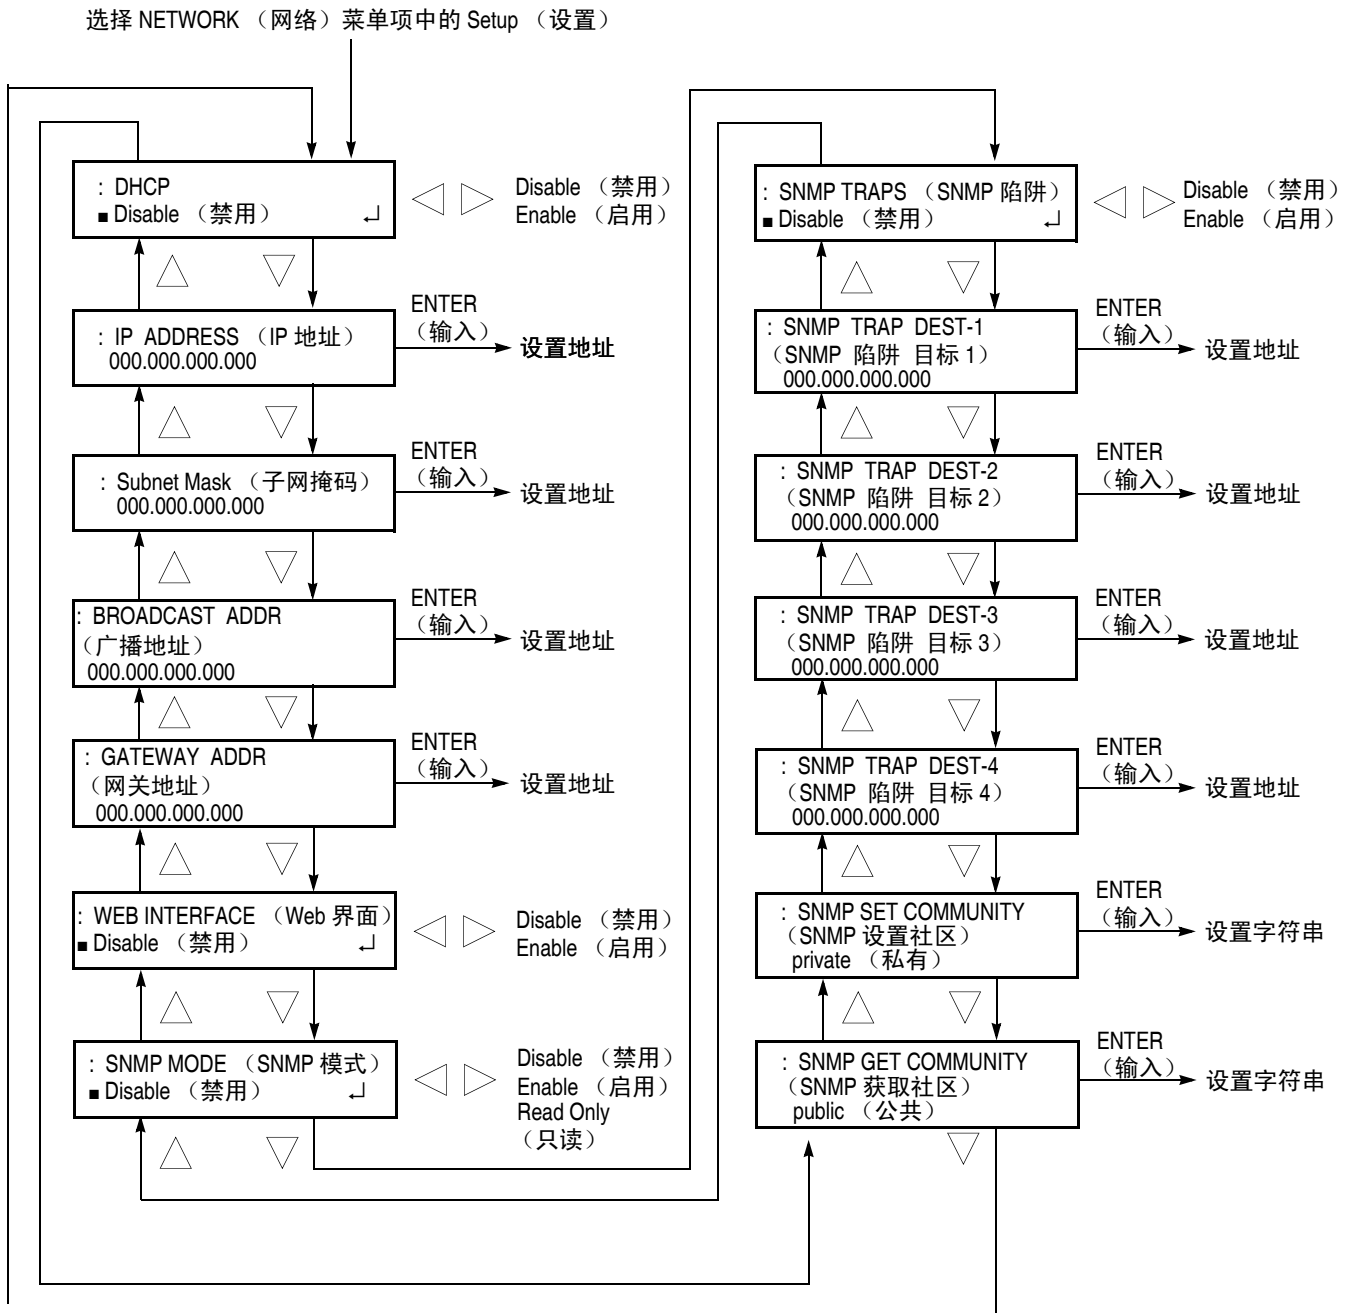 选择 NETWORK （网络）菜单项中的 Setup （设置）
: DHCP
■ Disable （禁用） ↵
Disable （禁用）
Enable （启用）
: IP ADDRESS （IP 地址）
000.000.000.000
ENTER
（输入）
设置地址
: Subnet Mask （子网掩码）
000.000.000.000
ENTER
（输入）
设置地址
: BROADCAST ADDR
（广播地址）
000.000.000.000
ENTER
（输入）
设置地址
: GATEWAY ADDR
（网关地址）
000.000.000.000
ENTER
（输入）
设置地址
: WEB INTERFACE （Web 界面）
■ Disable （禁用） ↵
Disable （禁用）
Enable （启用）
: SNMP MODE （SNMP 模式）
■ Disable （禁用） ↵
Disable （禁用）
Enable （启用）
Read Only
（只读）
: SNMP TRAPS （SNMP 陷阱）
■ Disable （禁用） ↵
Disable （禁用）
Enable （启用）
: SNMP TRAP DEST-1
（SNMP 陷阱 目标 1）
000.000.000.000
ENTER
（输入）
设置地址
: SNMP TRAP DEST-2
（SNMP 陷阱 目标 2）
000.000.000.000
ENTER
（输入）
设置地址
: SNMP TRAP DEST-3
（SNMP 陷阱 目标 3）
000.000.000.000
ENTER
（输入）
设置地址
: SNMP TRAP DEST-4
（SNMP 陷阱 目标 4）
000.000.000.000
ENTER
（输入）
设置地址
: SNMP SET COMMUNITY
（SNMP 设置社区）
private （私有）
ENTER
（输入）
设置字符串
: SNMP GET COMMUNITY
（SNMP 获取社区）
public （公共）
ENTER
（输入）
设置字符串